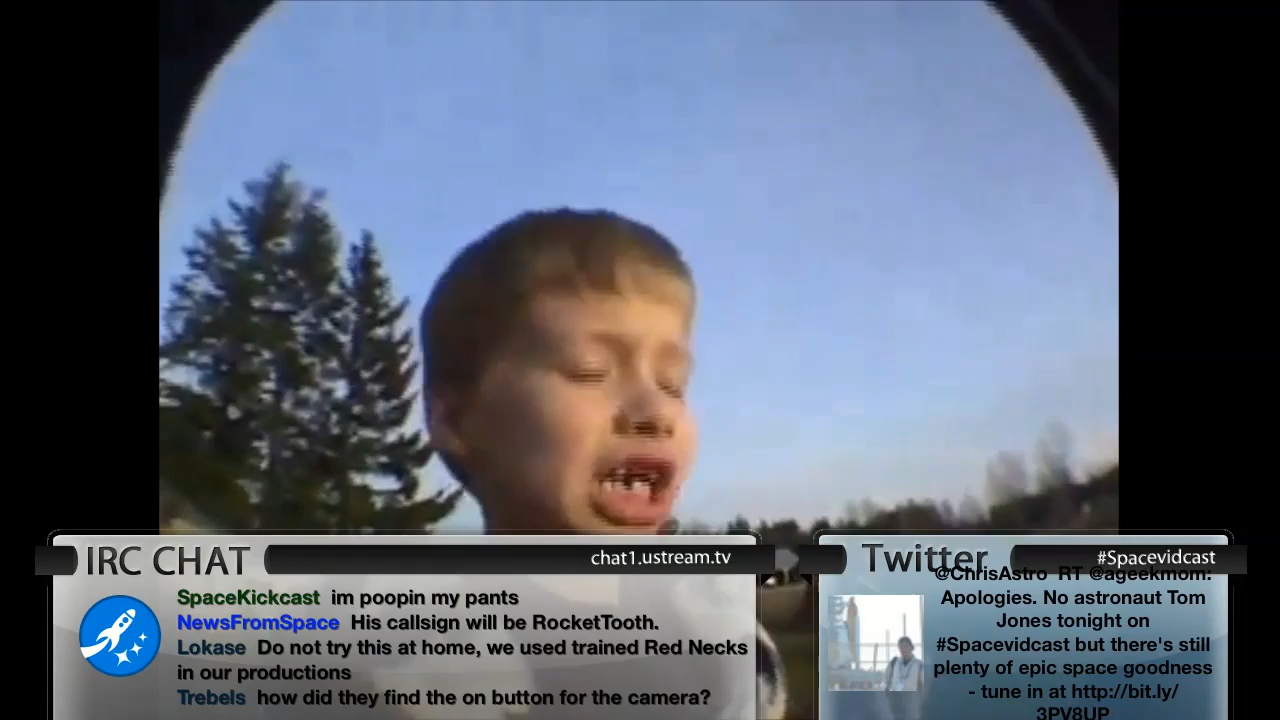 IRC CHAT
chat1.ustream.tv
SpaceKickcast im poopin my pants
NewsFromSpace His callsign will be RocketTooth.
Lokase Do not try this at home, we used trained Red Necks
in our productions
Trebels how did they find the on button for the camera?
Twitter
#Spacevidcast
@ChrisAstro RT @ageekmom:
Apologies. No astronaut Tom
Jones tonight on
#Spacevidcast but there's still
plenty of epic space goodness
- tune in at http://bit.ly/
3PV8UP